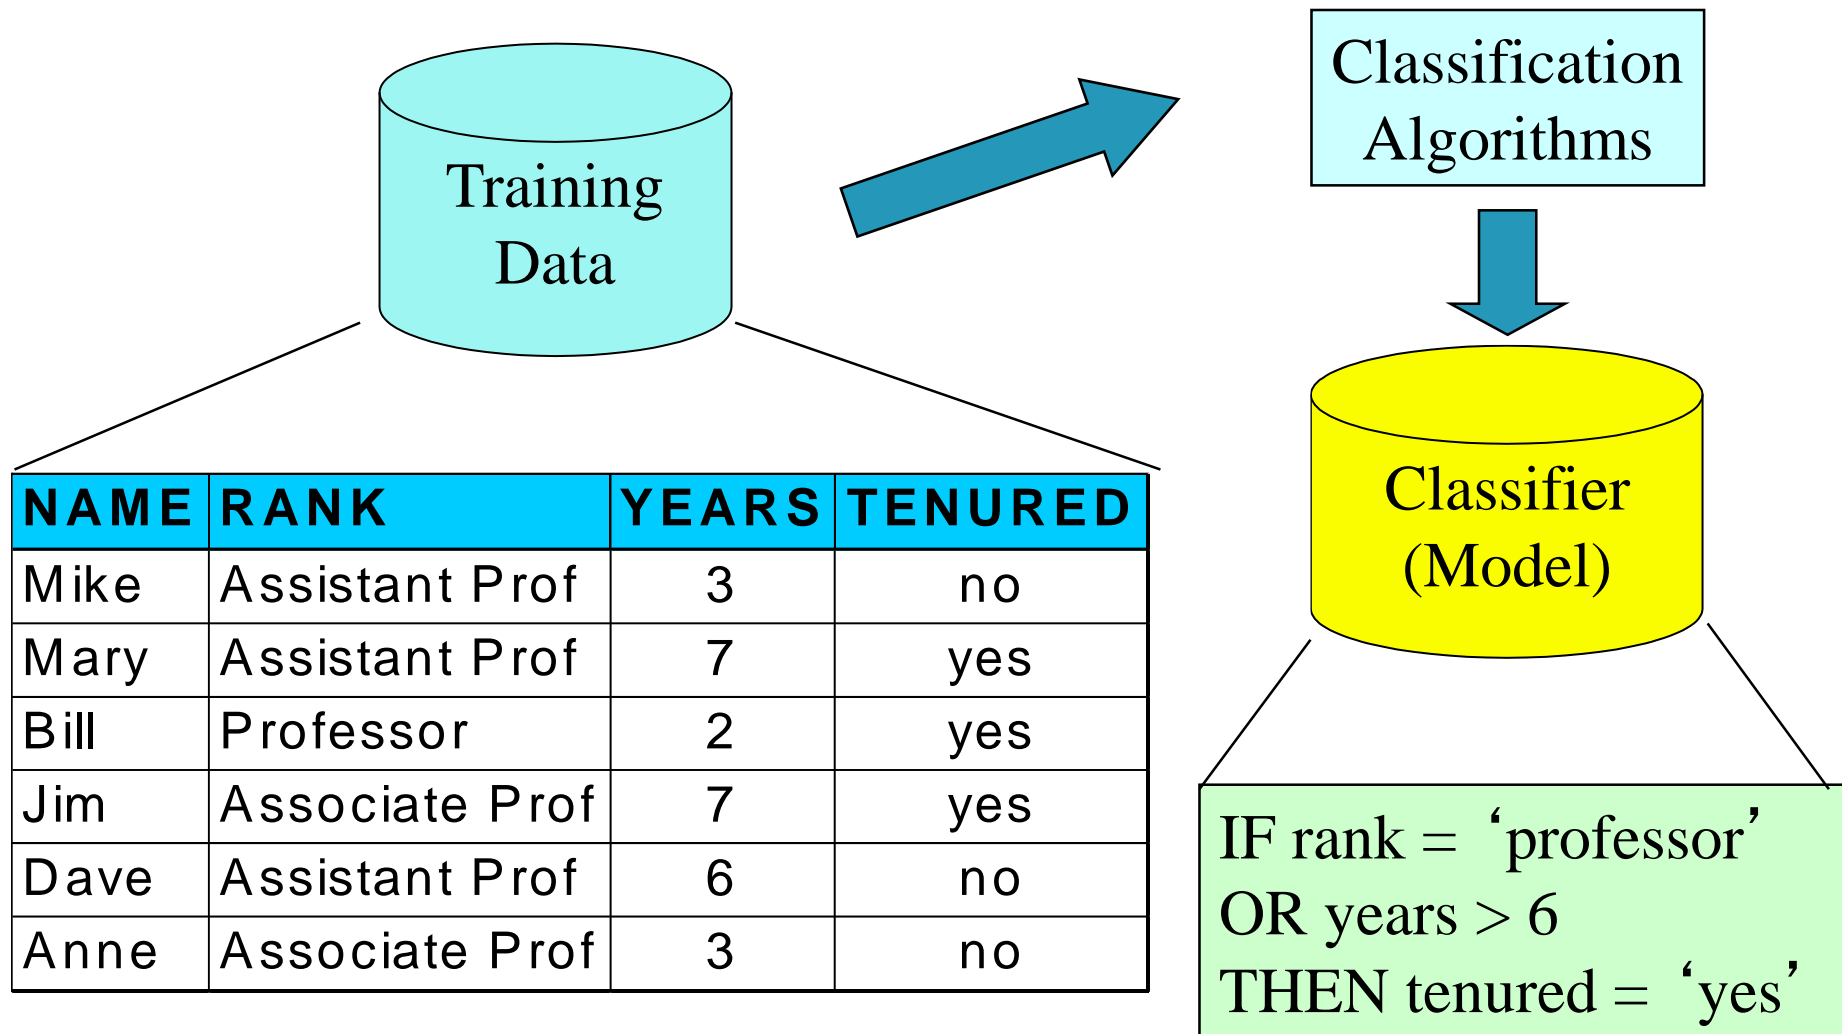 Training
Data
Classification
Algorithms
NAME RANK YEARS TENURED
Mike Assistant Prof 3 no
Mary Assistant Prof 7 yes
Bill Professor 2 yes
Jim Associate Prof 7 yes
Dave Assistant Prof 6 no
Anne Associate Prof 3 no
Classifier
(Model)
IF rank = ‘professor’
OR years > 6
THEN tenured = ‘yes’